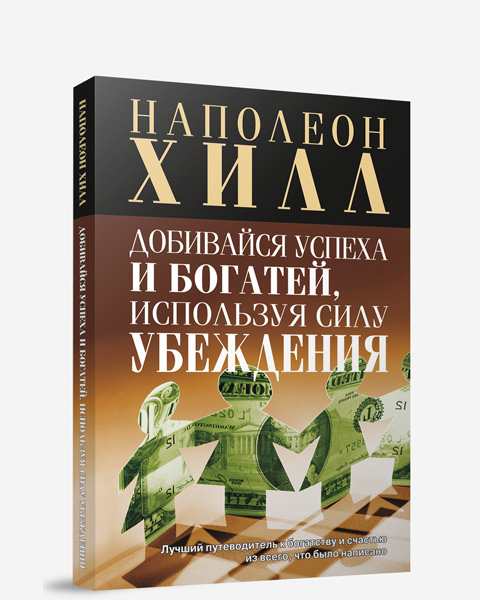 НАПОЛЕОН
ХИЛЛ
ДОБИВАЙСЯ УСПЕХА
И БОГАТЕЙ,
ИСПОЛЬЗУЯ СИЛУ
УБЕЖДЕНИЯ
Лучший путеводитель к богатству и счастью
из всего, что было написано
НАПОЛЕОН ХИЛЛ
ДОБИВАЙСЯ УСПЕХА И БОГАТЕЙ, ИСПОЛЬЗУЯ СИЛУ УБЕЖДЕНИЯ